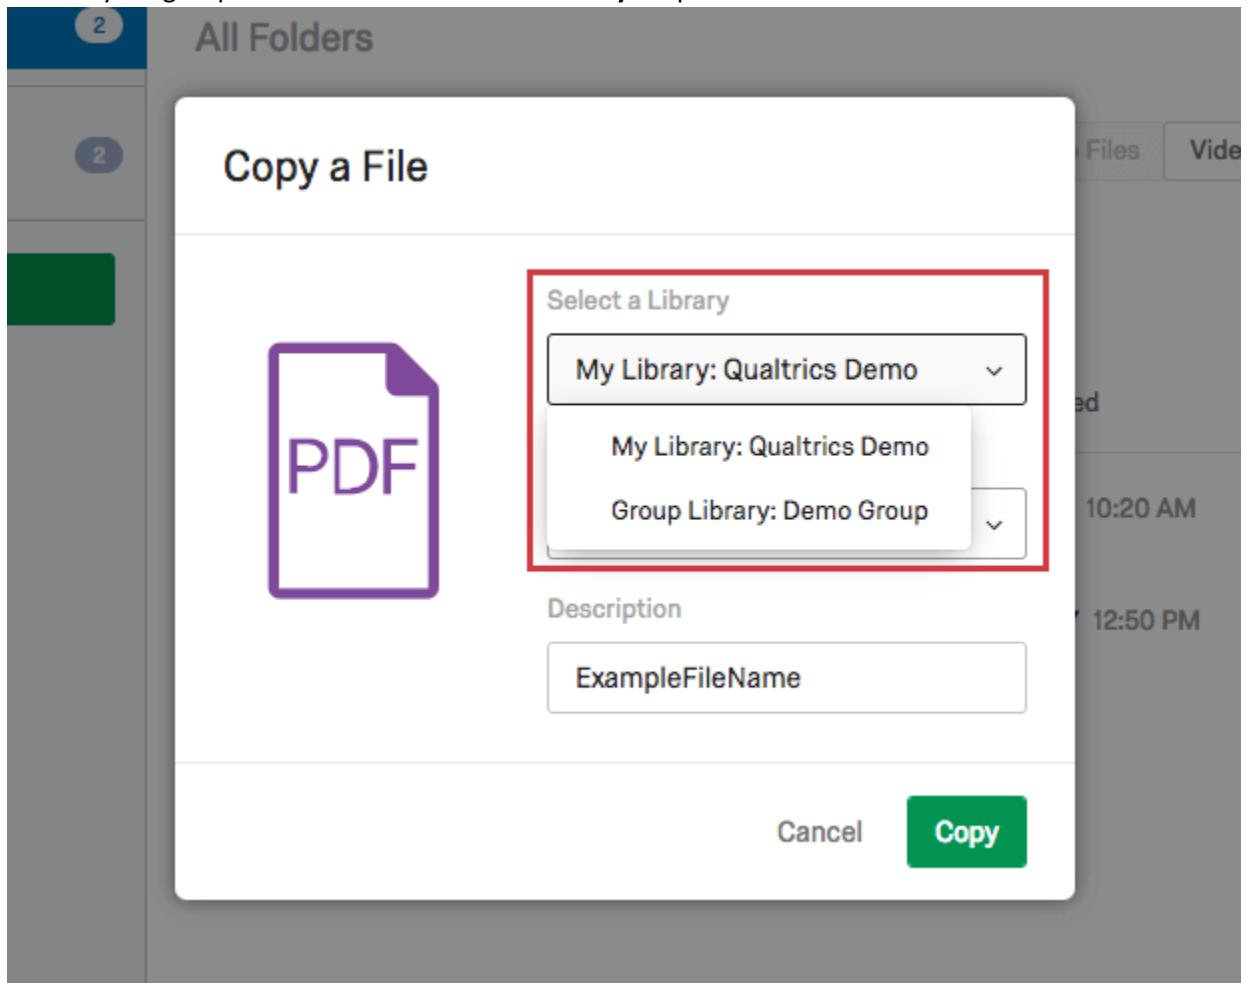 2
All Folders
2
Files
Vide
Copy a File
Select a Library
My Library: Qualtrics Demo
ed
My Library: Qualtrics Demo
PDF
Group Library: Demo Group
10:20 AM
Description
12:50 PM
ExampleFileName
Cancel
Copy